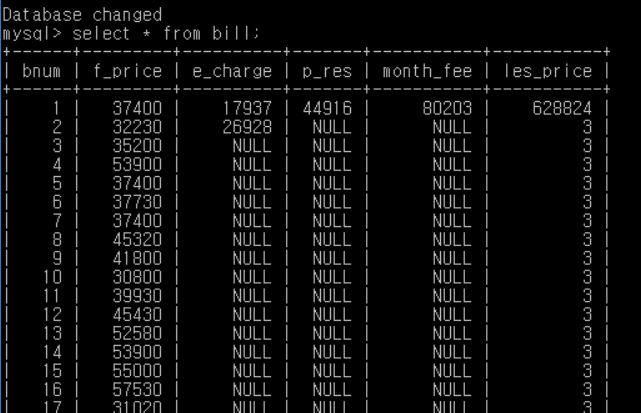 Database changed
mysql> select * from bill;
+------+---------+----------+-------+-----------+-----------+
| bnum | f_price | e_charge | p_res | month_fee | les_price |
+------+---------+----------+-------+-----------+-----------+
| 1 | 37400 | 17937 | 44916 | 80203 | 628824 |
| 2 | 32230 | 26928 | NULL | NULL | 3 |
| 3 | 35200 | NULL | NULL | NULL | 3 |
| 4 | 53900 | NULL | NULL | NULL | 3 |
| 5 | 37400 | NULL | NULL | NULL | 3 |
| 6 | 37730 | NULL | NULL | NULL | 3 |
| 7 | 37400 | NULL | NULL | NULL | 3 |
| 8 | 45320 | NULL | NULL | NULL | 3 |
| 9 | 41800 | NULL | NULL | NULL | 3 |
| 10 | 30800 | NULL | NULL | NULL | 3 |
| 11 | 39930 | NULL | NULL | NULL | 3 |
| 12 | 45430 | NULL | NULL | NULL | 3 |
| 13 | 52580 | NULL | NULL | NULL | 3 |
| 14 | 53900 | NULL | NULL | NULL | 3 |
| 15 | 55000 | NULL | NULL | NULL | 3 |
| 16 | 57530 | NULL | NULL | NULL | 3 |
| 17 | 31020 | NULL | NULL | NULL | 3 |